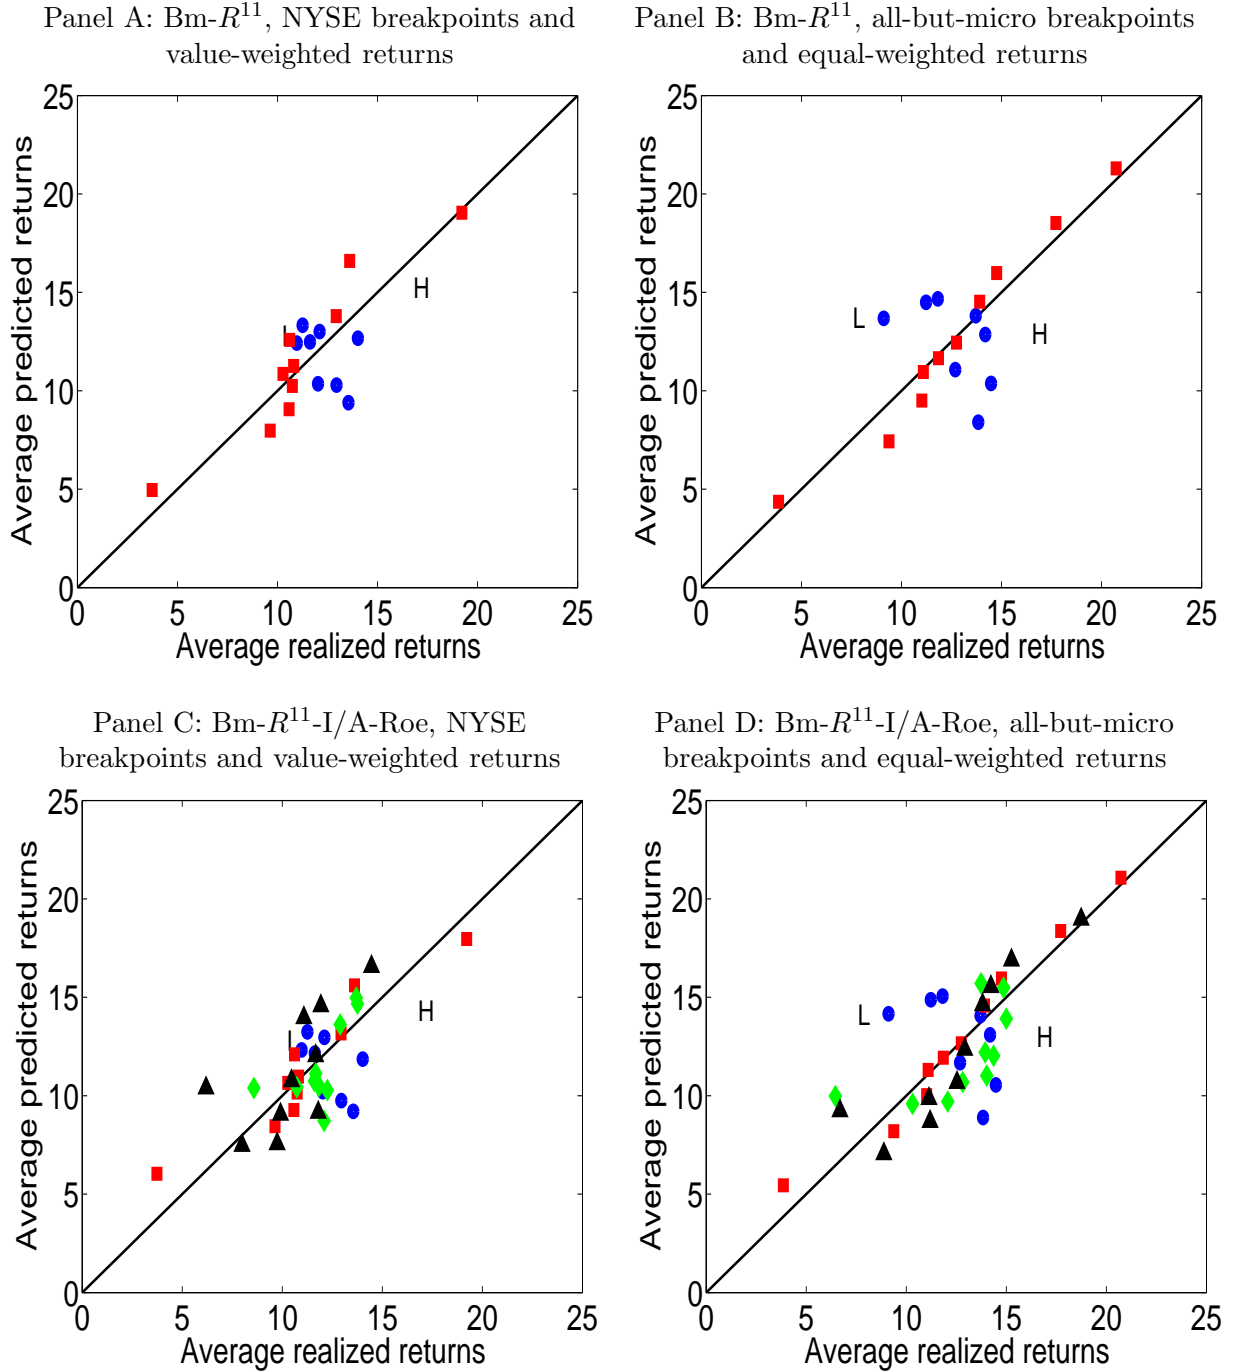 Panel A: Bm-R¹¹, NYSE breakpoints and
value-weighted returns
Panel B: Bm-R¹¹, all-but-micro breakpoints
and equal-weighted returns
25
20
15
10
5
0
Average predicted returns
L
H
0 5 10 15 20 25
Average realized returns
25
20
15
10
5
0
Average predicted returns
L
H
0 5 10 15 20 25
Average realized returns
Panel C: Bm-R¹¹-I/A-Roe, NYSE
breakpoints and value-weighted returns
Panel D: Bm-R¹¹-I/A-Roe, all-but-micro
breakpoints and equal-weighted returns
25
20
15
10
5
0
Average predicted returns
L
H
0 5 10 15 20 25
Average realized returns
25
20
15
10
5
0
Average predicted returns
L
H
0 5 10 15 20 25
Average realized returns